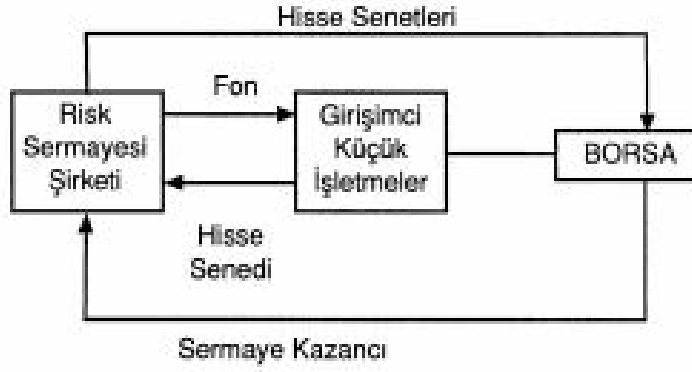 Hisse Senetleri
Fon
Risk
Sermayesi
Şirketi
Girişimci
Küçük
İşletmeler
BORSA
Hisse
Senedi
Sermaye Kazancı